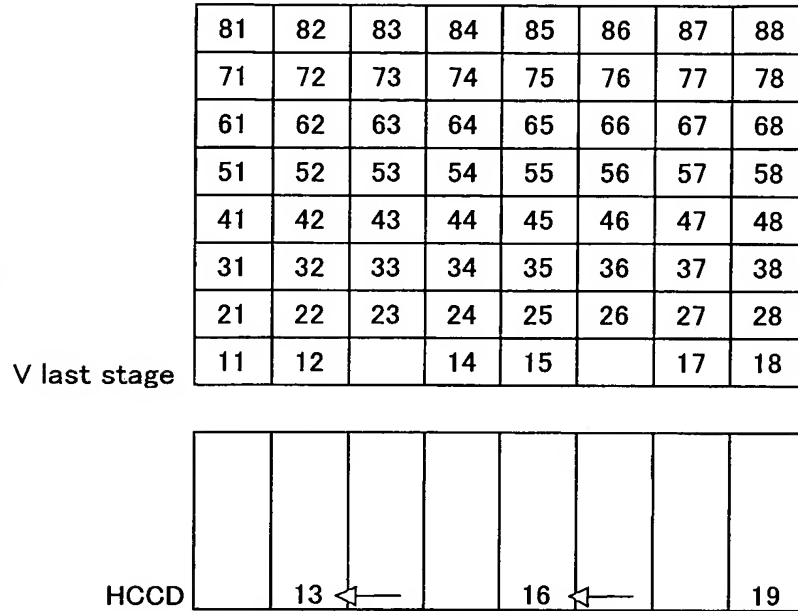 81 82 83 84 85 86 87 88
71 72 73 74 75 76 77 78
61 62 63 64 65 66 67 68
51 52 53 54 55 56 57 58
41 42 43 44 45 46 47 48
31 32 33 34 35 36 37 38
21 22 23 24 25 26 27 28
V last stage 11 12 14 15 17 18
HCCD 13 16 19